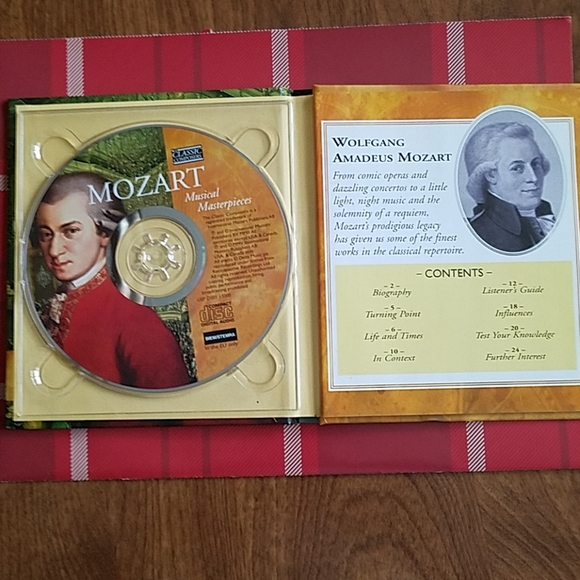 CLASSIC
COMPOSERS
MOZART
Musical
Masterpieces
COMPACT
disc
DIGITAL AUDIO
WOLFGANG
AMADEUS MOZART
From comic operas and
dazzling concertos to a little
light, night music and the
solemnity of a requiem,
Mozart's prodigious legacy
has given us some of the finest
works in the classical repertoire.
– CONTENTS –
– 2 –
Biography
– 5 –
Turning Point
– 6 –
Life and Times
– 10 –
In Context
– 12 –
Listener's Guide
– 18 –
Influences
– 20 –
Test Your Knowledge
– 24 –
Further Interest